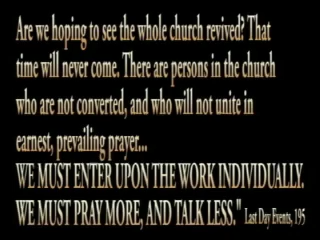 Are we hoping to see the whole church revived? That
time will never come. There are persons in the church
who are not converted, and who will not unite in
earnest, prevailing prayer...
WE MUST ENTER UPON THE WORK INDIVIDUALLY.
WE MUST PRAY MORE, AND TALK LESS." Last Day Events, 195